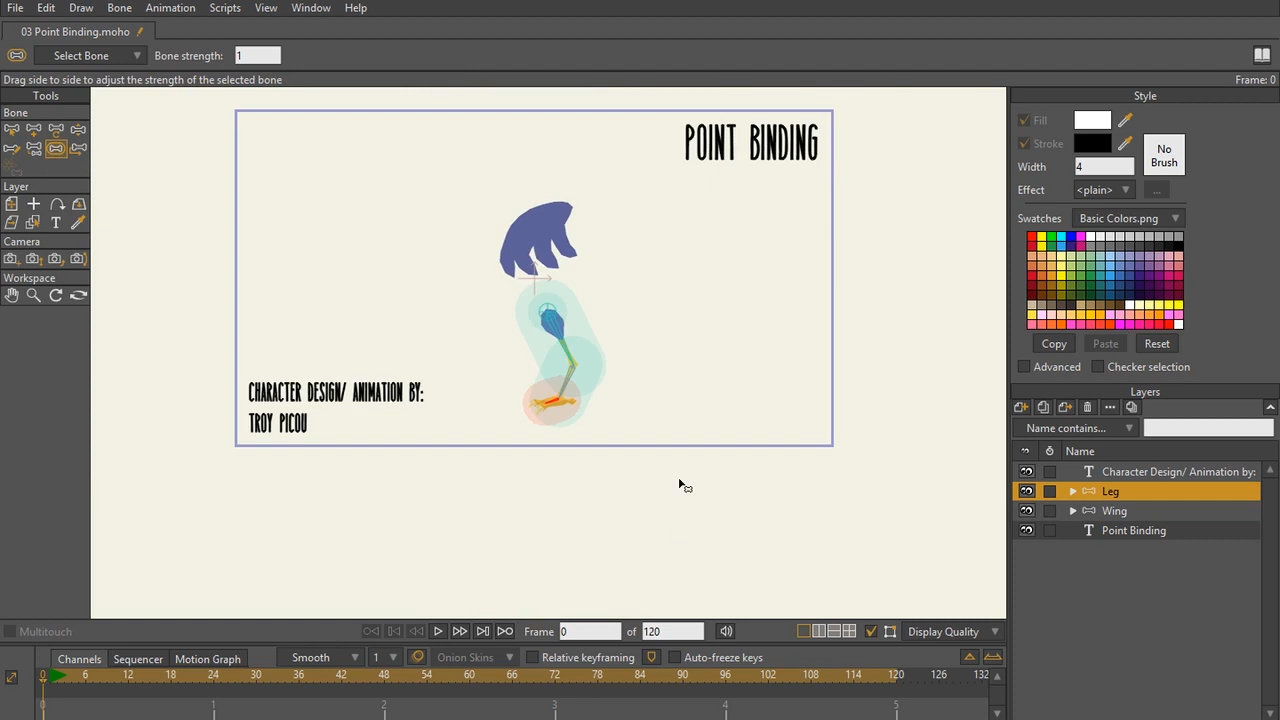 File Edit Draw Bone Animation Scripts View Window Help
03 Point Binding.moho
Select Bone Bone strength: 1
Drag side to side to adjust the strength of the selected bone Frame: 0
Tools
Bone
Layer
T
Camera
Workspace
Multitouch
POINT BINDING
CHARACTER DESIGN/ ANIMATION BY:
TROY PICOU
Style
Fill
Stroke
No
Brush
Width 4
Effect <plain> ...
Swatches Basic Colors.png
Copy Paste Reset
Advanced Checker selection
Layers
Name contains...
Name
T Character Design/ Animation by:
Leg
Wing
T Point Binding
Frame 0 of 120 Display Quality
Channels Sequencer Motion Graph Smooth 1 Onion Skins Relative keyframing Auto-freeze keys
0 6 12 18 24 30 36 42 48 54 60 66 72 78 84 90 96 102 108 114 120 126 132
0 1 2 3 4 5